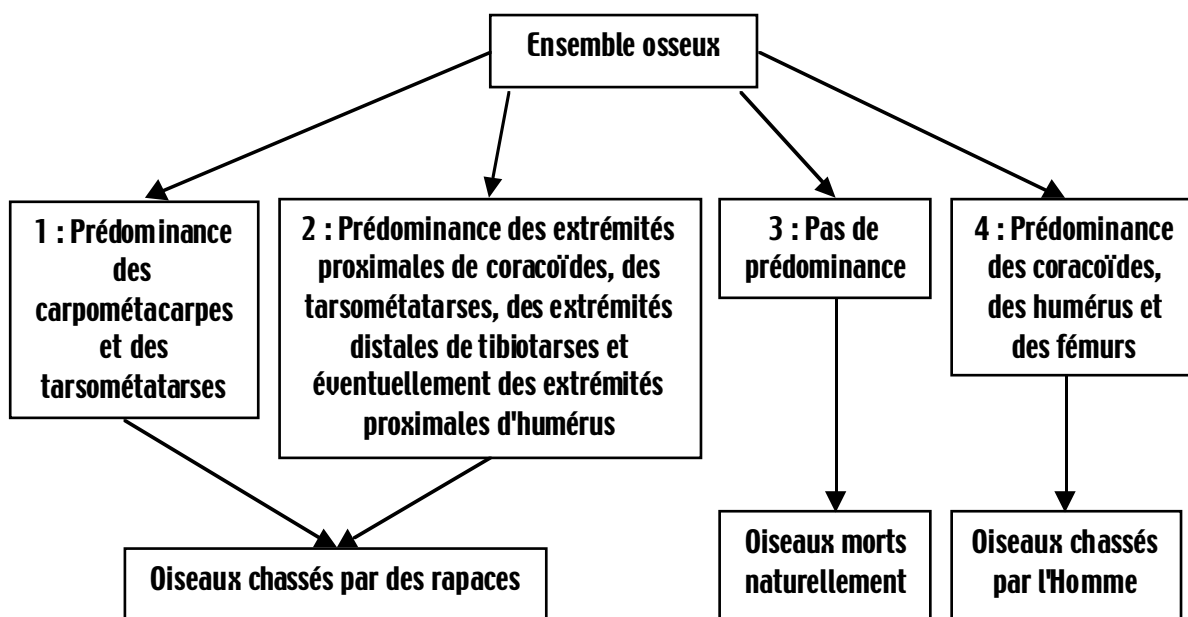 Ensemble osseux
1 : Prédominance
des
carpométacarpes
et des
tarsométatarses
2 : Prédominance des extrémités
proximales de coracoïdes, des
tarsométatarses, des extrémités
distales de tibiotarses et
éventuellement des extrémités
proximales d'humérus
3 : Pas de
prédominance
4 : Prédominance
des coracoïdes,
des humérus et
des fémurs
Oiseaux chassés par des rapaces
Oiseaux morts
naturellement
Oiseaux chassés
par l'Homme